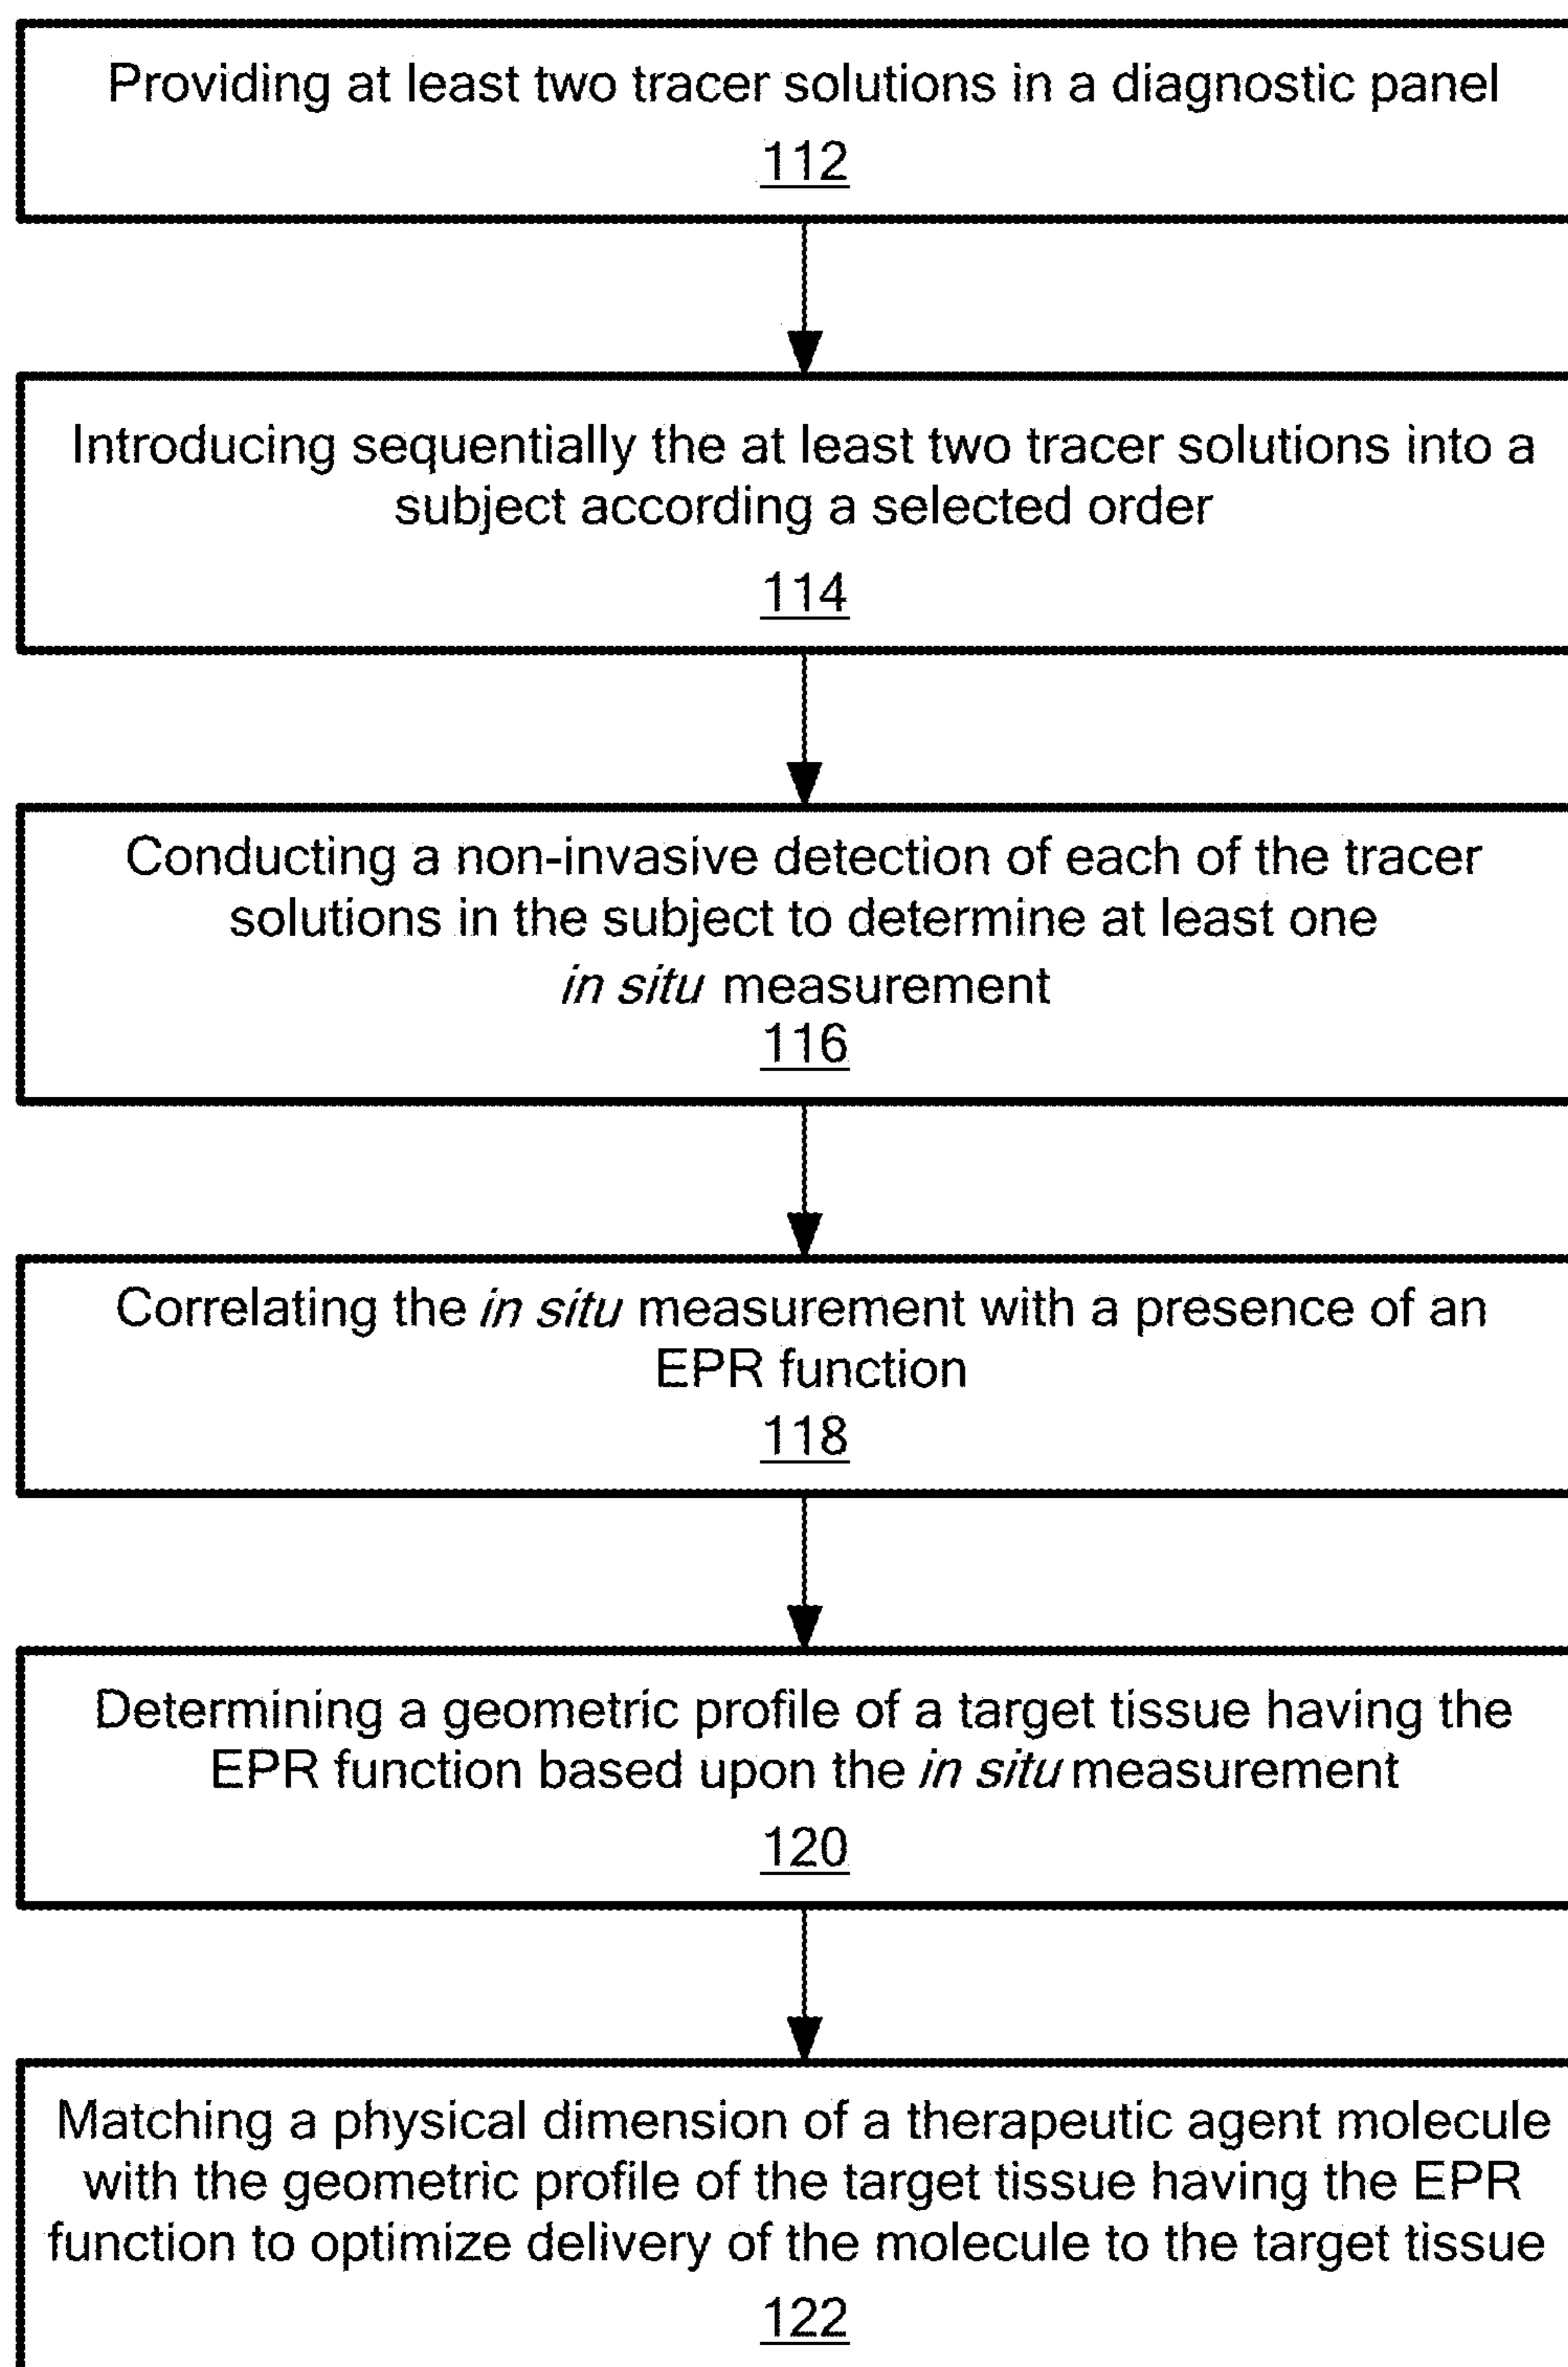 Providing at least two tracer solutions in a diagnostic panel
112
Introducing sequentially the at least two tracer solutions into a
subject according a selected order
114
Conducting a non-invasive detection of each of the tracer
solutions in the subject to determine at least one
in situ measurement
116
Correlating the in situ measurement with a presence of an
EPR function
118
Determining a geometric profile of a target tissue having the
EPR function based upon the in situ measurement
120
Matching a physical dimension of a therapeutic agent molecule
with the geometric profile of the target tissue having the EPR
function to optimize delivery of the molecule to the target tissue
122